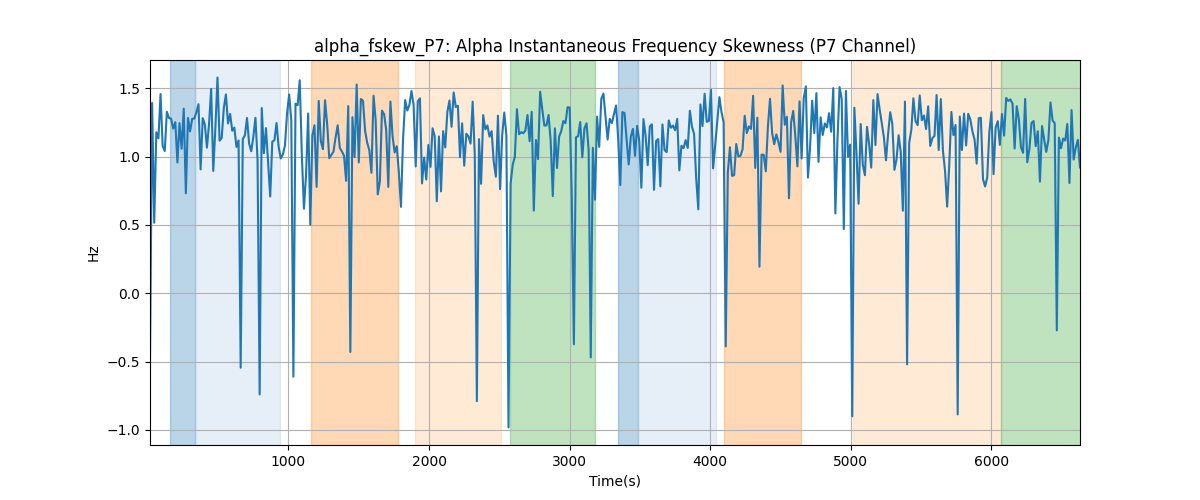 alpha_fskew_P7: Alpha Instantaneous Frequency Skewness (P7 Channel)
1.5
1.0
0.5
0.0
−0.5
−1.0
Hz
1000 2000 3000 4000 5000 6000
Time(s)